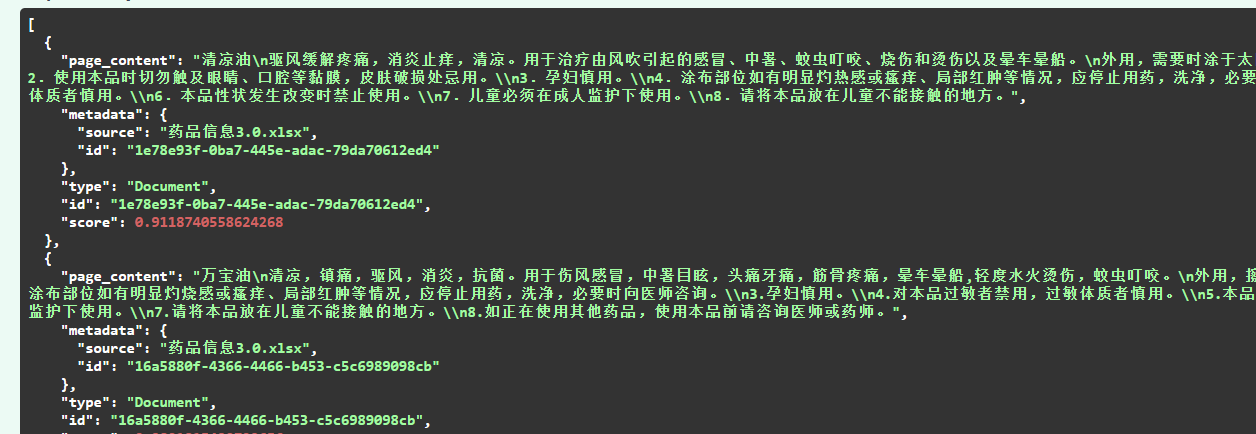 [
{
"page_content": "清凉油\n驱风缓解疼痛，消炎止痒，清凉。用于治疗由风吹引起的感冒、中暑、蚊虫叮咬、烧伤和烫伤以及晕车晕船。\n外用，需要时涂于太
2. 使用本品时切勿触及眼睛、口腔等黏膜，皮肤破损处忌用。\\n3. 孕妇慎用。\\n4. 涂布部位如有明显灼热感或瘙痒、局部红肿等情况，应停止用药，洗净，必要
体质者慎用。\\n6. 本品性状发生改变时禁止使用。\\n7. 儿童必须在成人监护下使用。\\n8. 请将本品放在儿童不能接触的地方。",
"metadata": {
"source": "药品信息3.0.xlsx",
"id": "1e78e93f-0ba7-445e-adac-79da70612ed4"
},
"type": "Document",
"id": "1e78e93f-0ba7-445e-adac-79da70612ed4",
"score": 0.9118740558624268
},
{
"page_content": "万宝油\n清凉，镇痛，驱风，消炎，抗菌。用于伤风感冒，中暑目眩，头痛牙痛，筋骨疼痛，晕车晕船,轻度水火烫伤，蚊虫叮咬。\n外用，擦
涂布部位如有明显灼烧感或瘙痒、局部红肿等情况，应停止用药，洗净，必要时向医师咨询。\\n3.孕妇慎用。\\n4.对本品过敏者禁用，过敏体质者慎用。\\n5.本品
监护下使用。\\n7.请将本品放在儿童不能接触的地方。\\n8.如正在使用其他药品，使用本品前请咨询医师或药师。",
"metadata": {
"source": "药品信息3.0.xlsx",
"id": "16a5880f-4366-4466-b453-c5c6989098cb"
},
"type": "Document",
"id": "16a5880f-4366-4466-b453-c5c6989098cb",